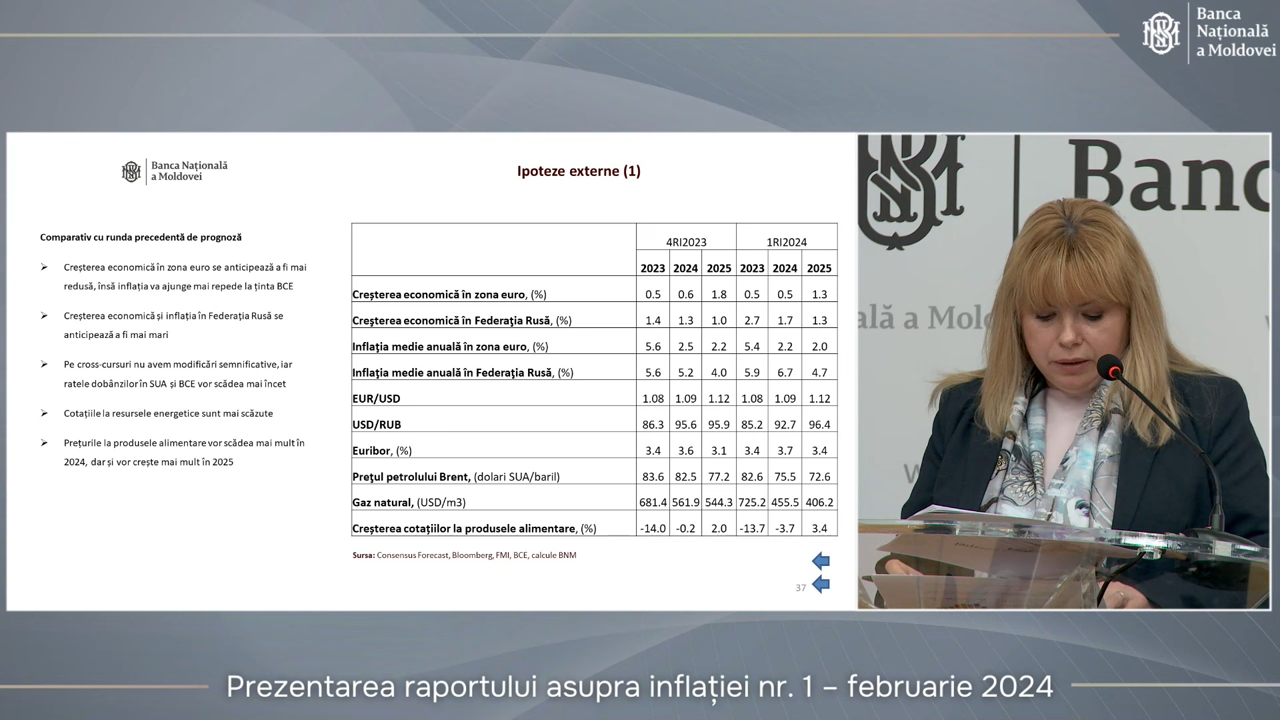 Banca
Națională
a Moldovei
Banca Națională
a Moldovei
Ipoteze externe (1)
Comparativ cu runda precedentă de prognoză
Creșterea economică în zona euro se anticipează a fi mai
redusă, însă inflația va ajunge mai repede la ținta BCE
Creșterea economică și inflația în Federația Rusă se
anticipează a fi mai mari
Pe cross-cursuri nu avem modificări semnificative, iar
ratele dobânzilor în SUA și BCE vor scădea mai încet
Cotațiile la resursele energetice sunt mai scăzute
Prețurile la produsele alimentare vor scădea mai mult în
2024, dar și vor crește mai mult în 2025
4RI2023 1RI2024
2023 2024 2025 2023 2024 2025
Creșterea economică în zona euro, (%) 0.5 0.6 1.8 0.5 0.5 1.3
Creşterea economică în Federaţia Rusă, (%) 1.4 1.3 1.0 2.7 1.7 1.3
Inflaţia medie anuală în zona euro, (%) 5.6 2.5 2.2 5.4 2.2 2.0
Inflaţia medie anuală în Federaţia Rusă, (%) 5.6 5.2 4.0 5.9 6.7 4.7
EUR/USD 1.08 1.09 1.12 1.08 1.09 1.12
USD/RUB 86.3 95.6 95.9 85.2 92.7 96.4
Euribor, (%) 3.4 3.6 3.1 3.4 3.7 3.4
Preţul petrolului Brent, (dolari SUA/baril) 83.6 82.5 77.2 82.6 75.5 72.6
Gaz natural, (USD/m3) 681.4 561.9 544.3 725.2 455.5 406.2
Creșterea cotațiilor la produsele alimentare, (%) -14.0 -0.2 2.0 -13.7 -3.7 3.4
Sursa: Consensus Forecast, Bloomberg, FMI, BCE, calcule BNM
37
Banc
ală a Mold
Prezentarea raportului asupra inflației nr. 1 – februarie 2024